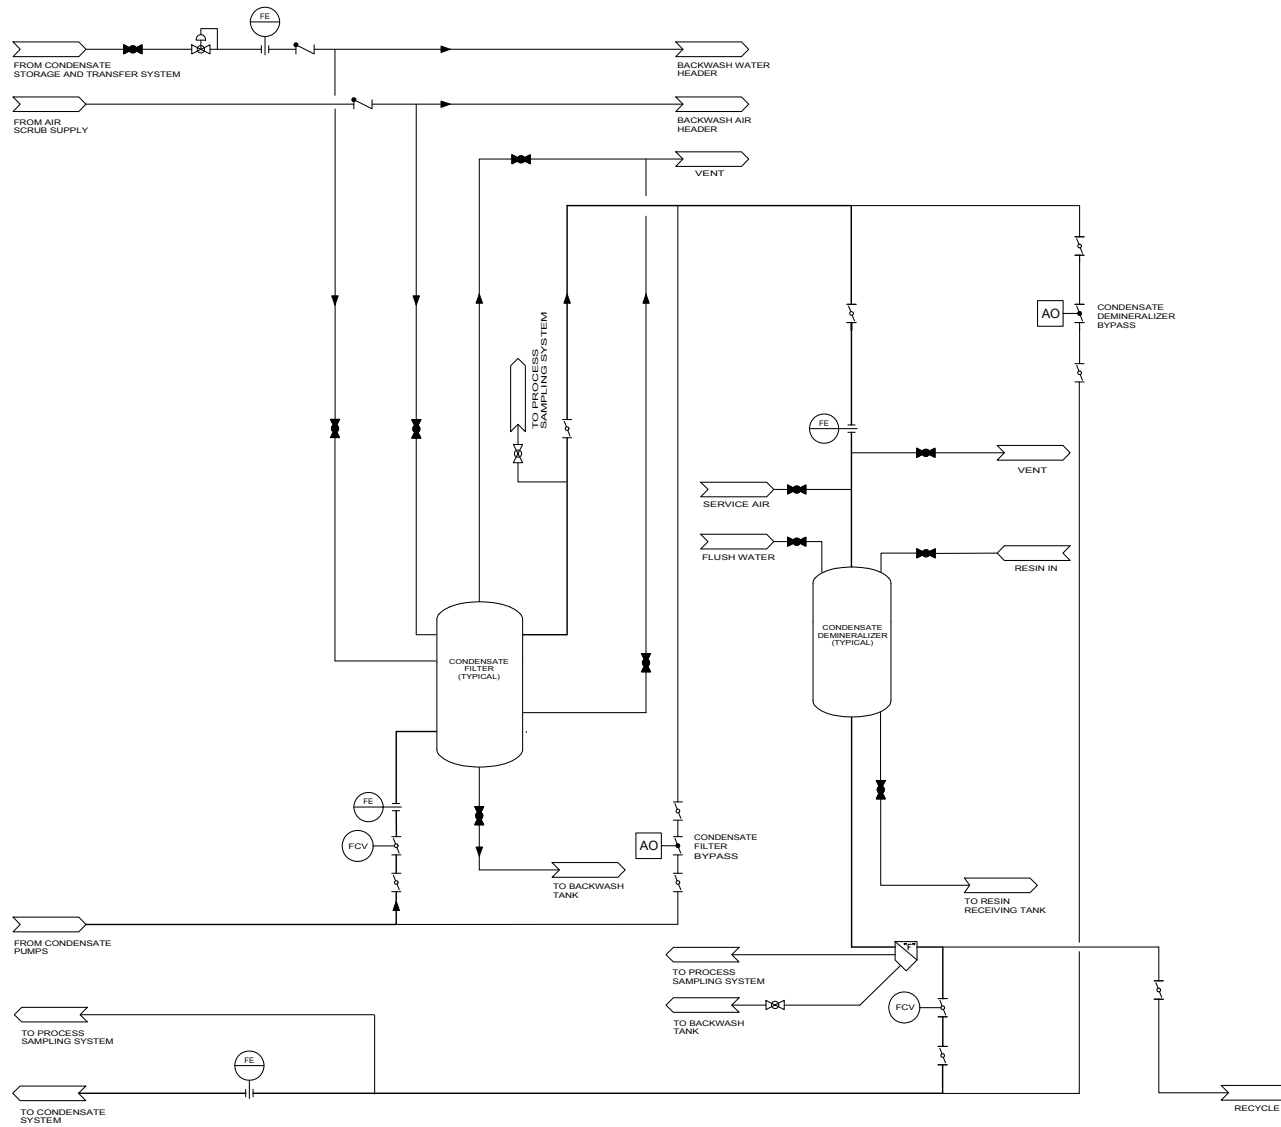 FE
FROM CONDENSATE
STORAGE AND TRANSFER SYSTEM
BACKWASH WATER
HEADER
FROM AIR
SCRUB SUPPLY
BACKWASH AIR
HEADER
VENT
TO PROCESS
SAMPLING SYSTEM
AO
CONDENSATE
DEMINERALIZER
BYPASS
FE
VENT
SERVICE AIR
FLUSH WATER
RESIN IN
CONDENSATE
DEMINERALIZER
(TYPICAL)
CONDENSATE
FILTER
(TYPICAL)
FE
FCV
AO
CONDENSATE
FILTER
BYPASS
TO BACKWASH
TANK
TO RESIN
RECEIVING TANK
FROM CONDENSATE
PUMPS
"F"
TO PROCESS
SAMPLING SYSTEM
TO BACKWASH
TANK
FCV
TO PROCESS
SAMPLING SYSTEM
FE
TO CONDENSATE
SYSTEM
RECYCLE